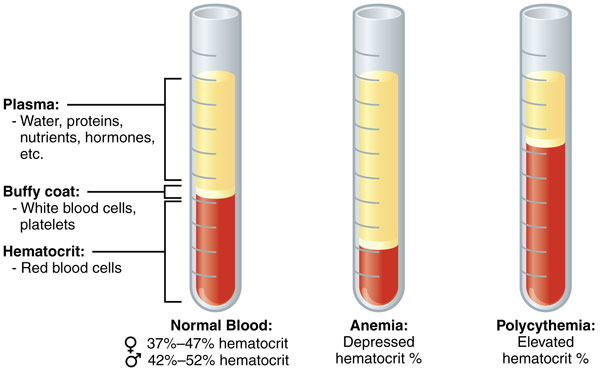 Plasma:
- Water, proteins,
nutrients, hormones,
etc.
Buffy coat:
- White blood cells,
platelets
Hematocrit:
- Red blood cells
Normal Blood:
♀ 37%–47% hematocrit
♂ 42%–52% hematocrit
Anemia:
Depressed
hematocrit %
Polycythemia:
Elevated
hematocrit %